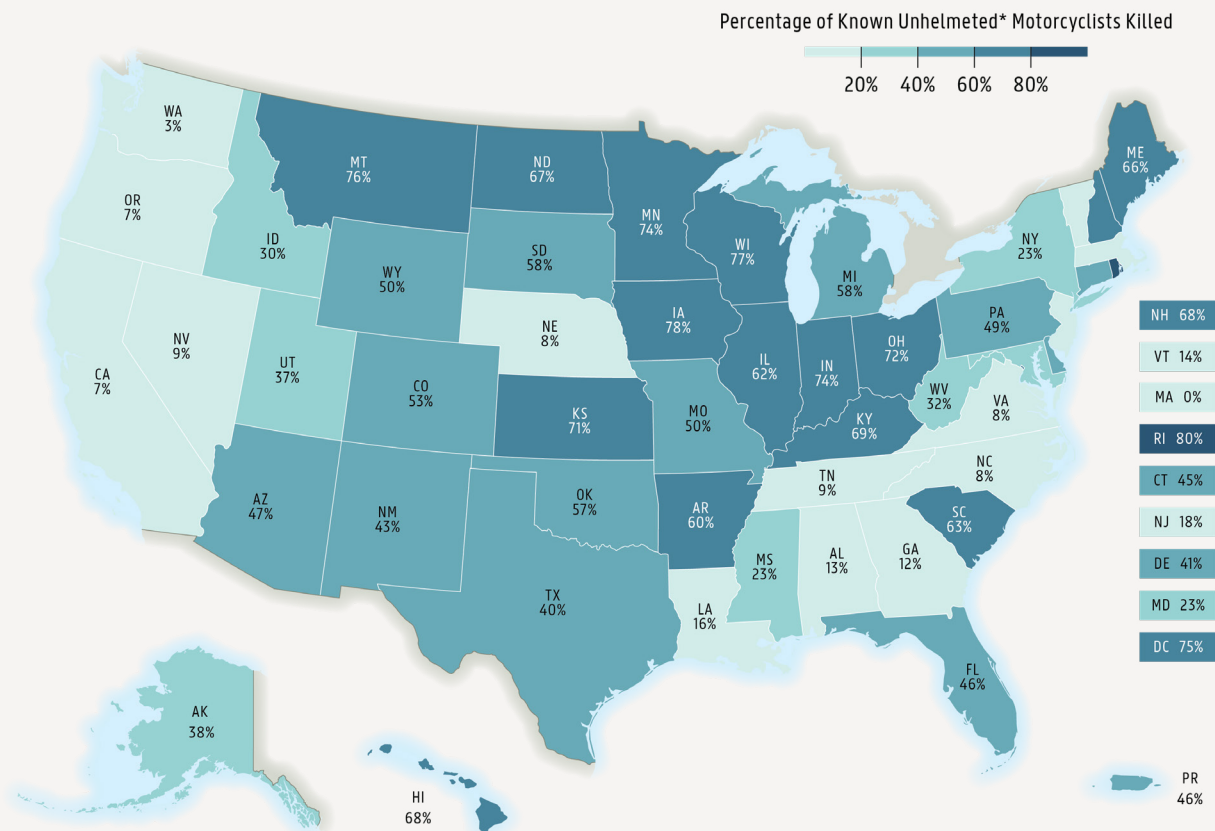 Percentage of Known Unhelmeted* Motorcyclists Killed
20% 40% 60% 80%
WA
3%
OR
7%
CA
7%
NV
9%
ID
30%
MT
76%
WY
50%
UT
37%
CO
53%
AZ
47%
NM
43%
ND
67%
SD
58%
NE
8%
KS
71%
OK
57%
TX
40%
MN
74%
IA
78%
MO
50%
AR
60%
LA
16%
WI
77%
IL
62%
MI
58%
IN
74%
OH
72%
KY
69%
TN
9%
MS
23%
AL
13%
GA
12%
FL
46%
SC
63%
NC
8%
VA
8%
WV
32%
PA
49%
NY
23%
ME
66%
NH 68%
VT 14%
MA 0%
RI 80%
CT 45%
NJ 18%
DE 41%
MD 23%
DC 75%
AK
38%
HI
68%
PR
46%